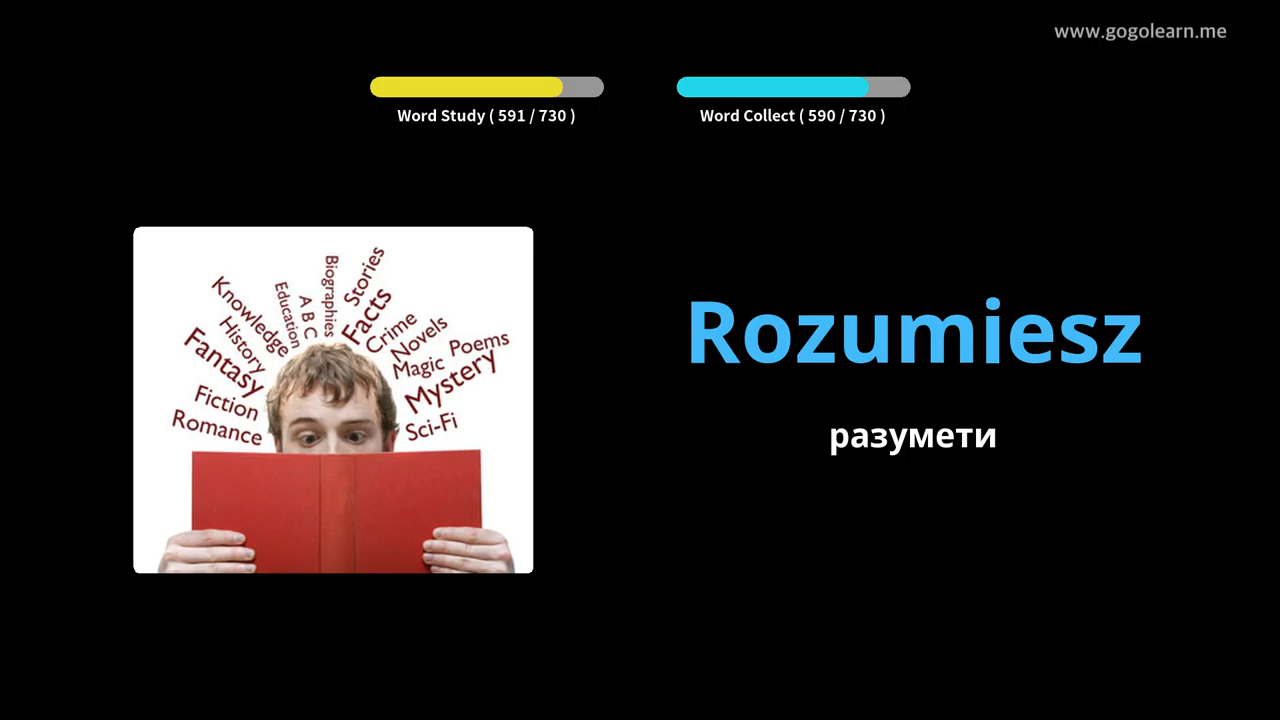 www.gogolearn.me
Word Study ( 591 / 730 )
Word Collect ( 590 / 730 )
Biographies
Stories
Education
A B C
Facts
Knowledge
Crime
History
Novels
Poems
Fantasy
Magic
Mystery
Fiction
Sci-Fi
Romance
Rozumiesz
разумети